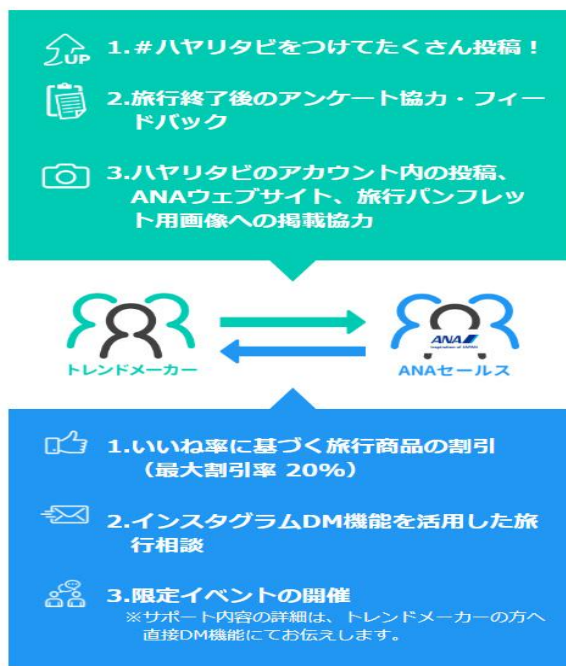 UP
1.#ハヤリタビをつけてたくさん投稿！
2.旅行終了後のアンケート協力・フィー
ドバック
3.ハヤリタビのアカウント内の投稿、
ANAウェブサイト、旅行パンフレッ
ト用画像への掲載協力
トレンドメーカー
ANA
Inspiration of JAPAN
ANAセールス
1.いいね率に基づく旅行商品の割引
（最大割引率 20%）
2.インスタグラムDM機能を活用した旅
行相談
3.限定イベントの開催
※サポート内容の詳細は、トレンドメーカーの方へ
直接DM機能にてお伝えします。